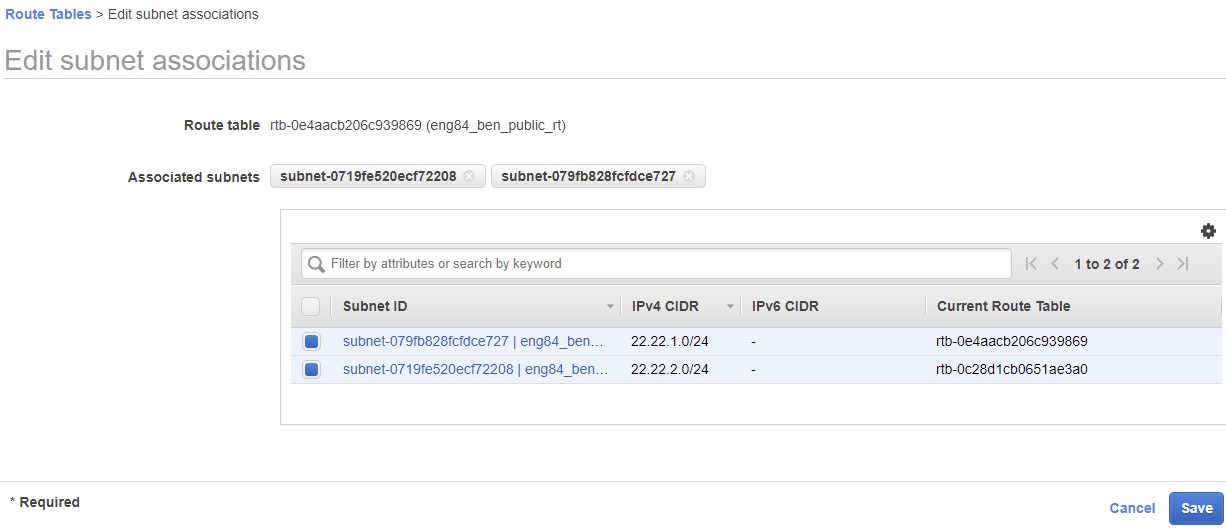 Route Tables > Edit subnet associations
Edit subnet associations
Route table rtb-0e4aacb206c939869 (eng84_ben_public_rt)
Associated subnets subnet-0719fe520ecf72208 subnet-079fb828fcfdce727
Filter by attributes or search by keyword 1 to 2 of 2
Subnet ID IPv4 CIDR IPv6 CIDR Current Route Table
subnet-079fb828fcfdce727 | eng84_ben... 22.22.1.0/24 - rtb-0e4aacb206c939869
subnet-0719fe520ecf72208 | eng84_ben... 22.22.2.0/24 - rtb-0c28d1cb0651ae3a0
* Required
Cancel Save